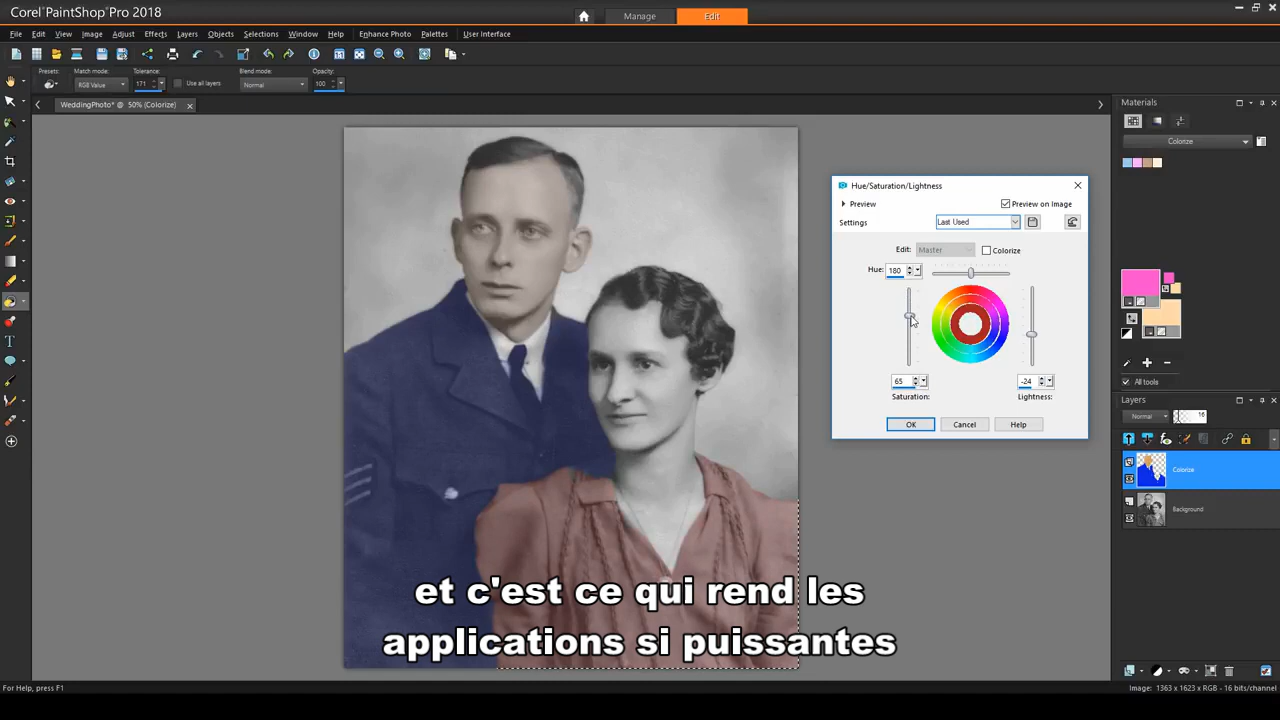 Corel PaintShop Pro 2018
Manage
Edit
File Edit View Image Adjust Effects Layers Objects Selections Window Help Enhance Photo Palettes User Interface
Presets: Match mode: Tolerance: Blend mode: Opacity:
RGB Value 171 Use all layers Normal 100
WeddingPhoto* @ 50% (Colorize)
Materials
Colorize
Hue/Saturation/Lightness
Preview
Preview on Image
Settings
Last Used
Edit: Master Colorize
Hue: 180
65
-24
Saturation:
Lightness:
OK
Cancel
Help
All tools
Layers
Normal 16
Colorize
Background
et c'est ce qui rend les
applications si puissantes
For Help, press F1
Image: 1363 x 1623 x RGB - 16 bits/channel